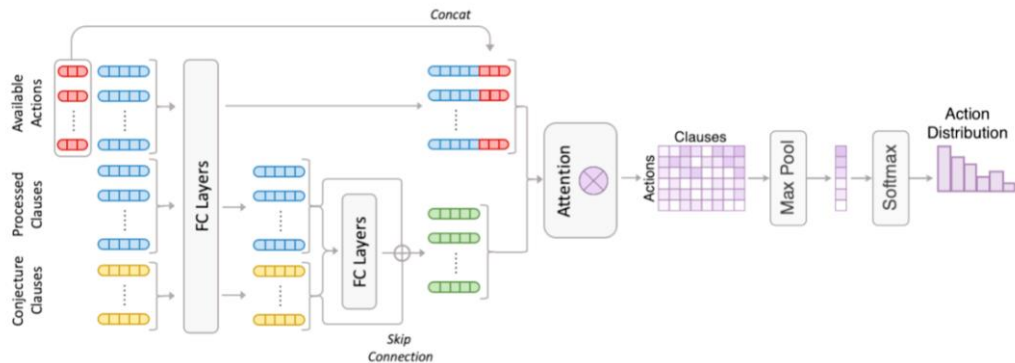 Concat
Available
Actions
Processed
Clauses
Conjecture
Clauses
FC Layers
FC Layers
Skip
Connection
Attention
Clauses
Actions
Max Pool
Softmax
Action
Distribution